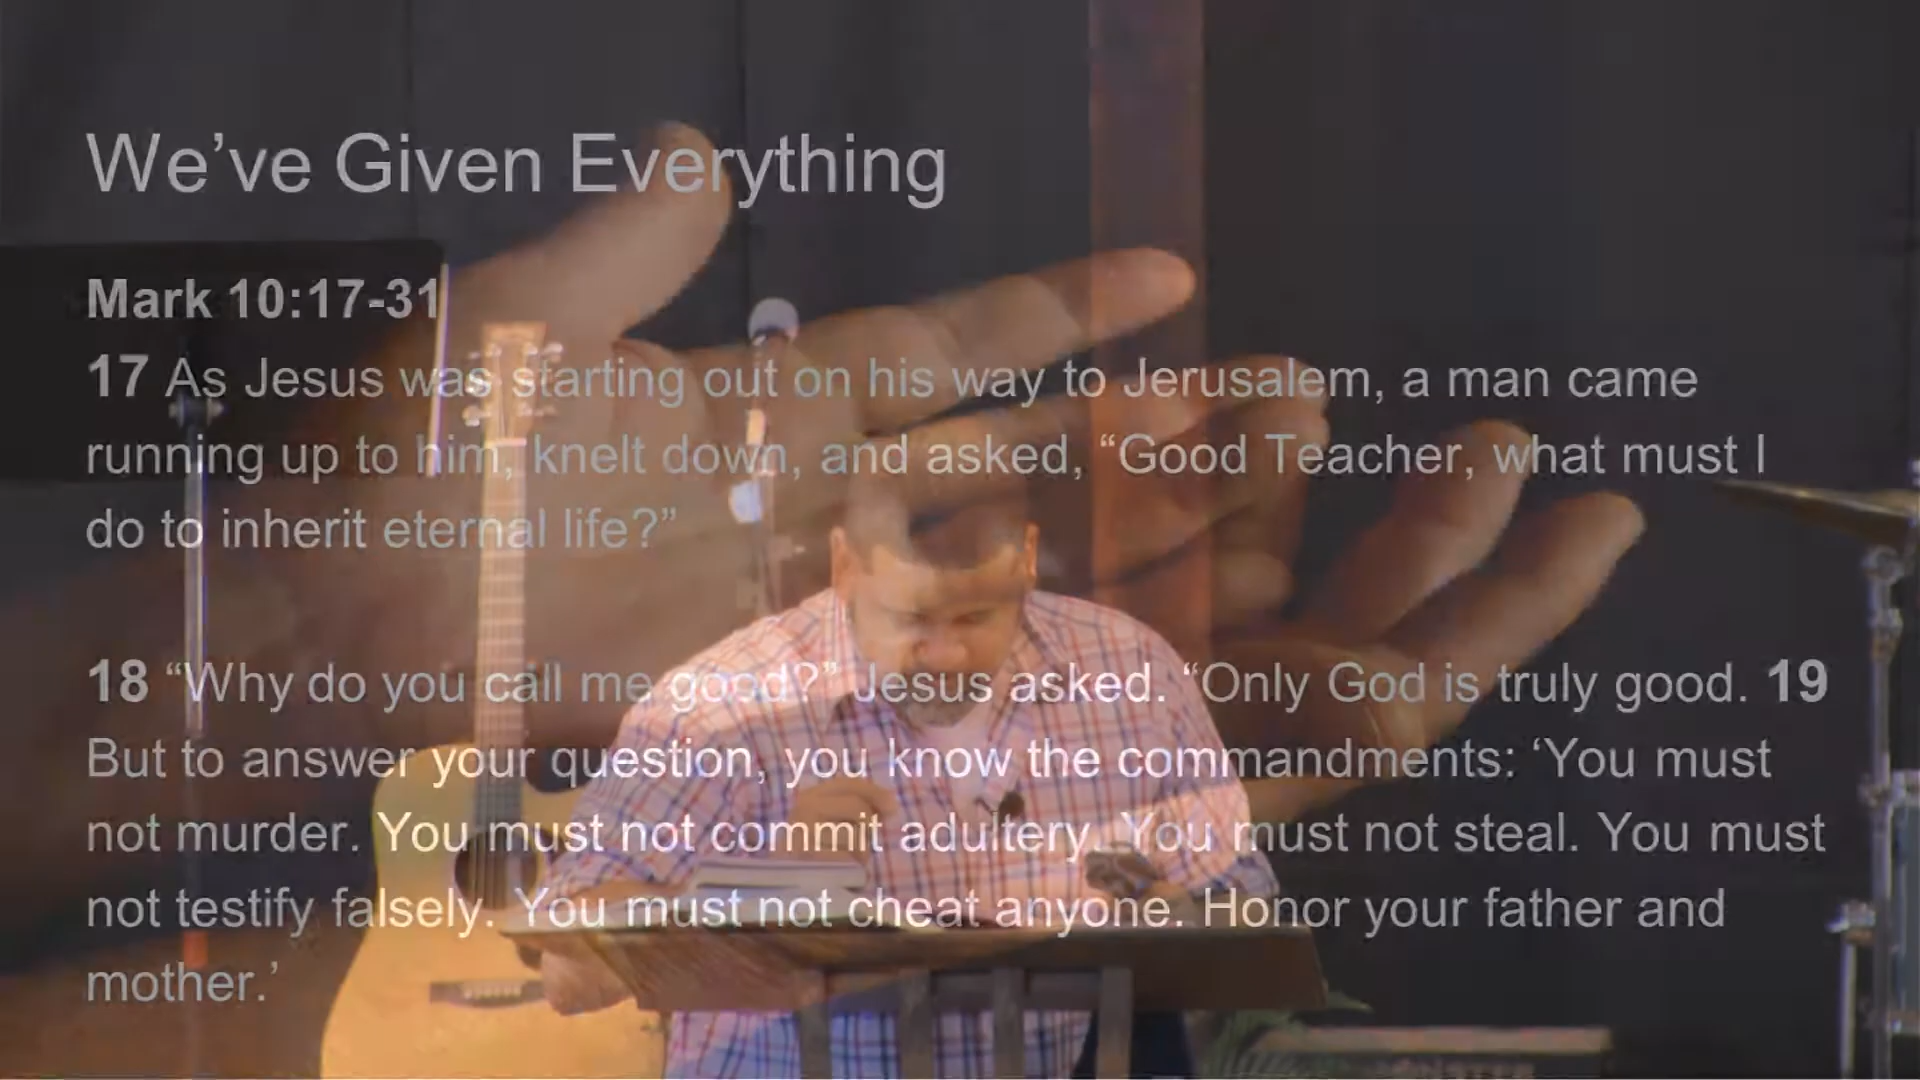 We’ve Given Everything
Mark 10:17-31
17 As Jesus was starting out on his way to Jerusalem, a man came
running up to him, knelt down, and asked, “Good Teacher, what must I
do to inherit eternal life?”
18 “Why do you call me good?” Jesus asked. “Only God is truly good. 19
But to answer your question, you know the commandments: ‘You must
not murder. You must not commit adultery. You must not steal. You must
not testify falsely. You must not cheat anyone. Honor your father and
mother.’